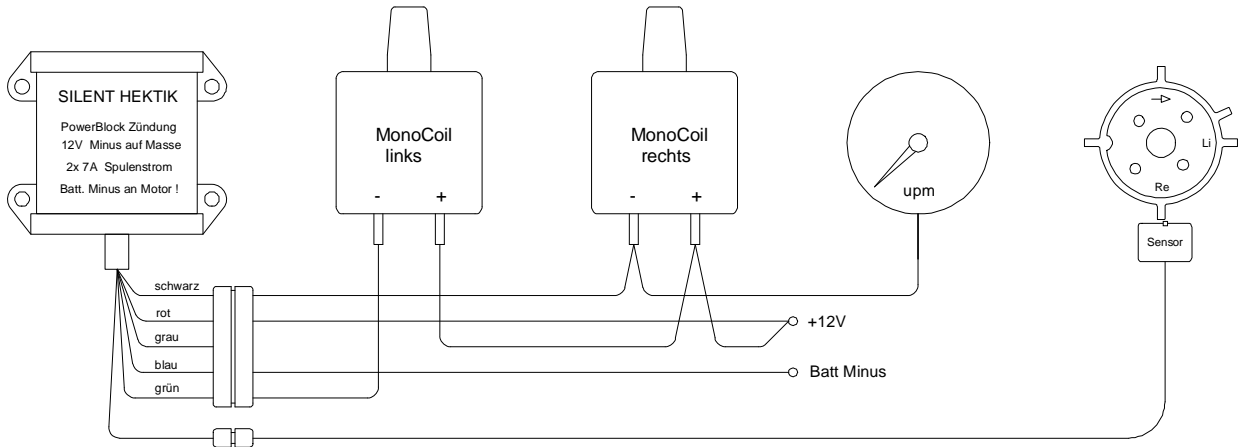 SILENT HEKTIK
PowerBlock Zündung
12V Minus auf Masse
2x 7A Spulenstrom
Batt. Minus an Motor !
MonoCoil
links
- +
MonoCoil
rechts
- +
upm
Li
Re
Sensor
schwarz
rot
grau
blau
grün
+12V
Batt Minus